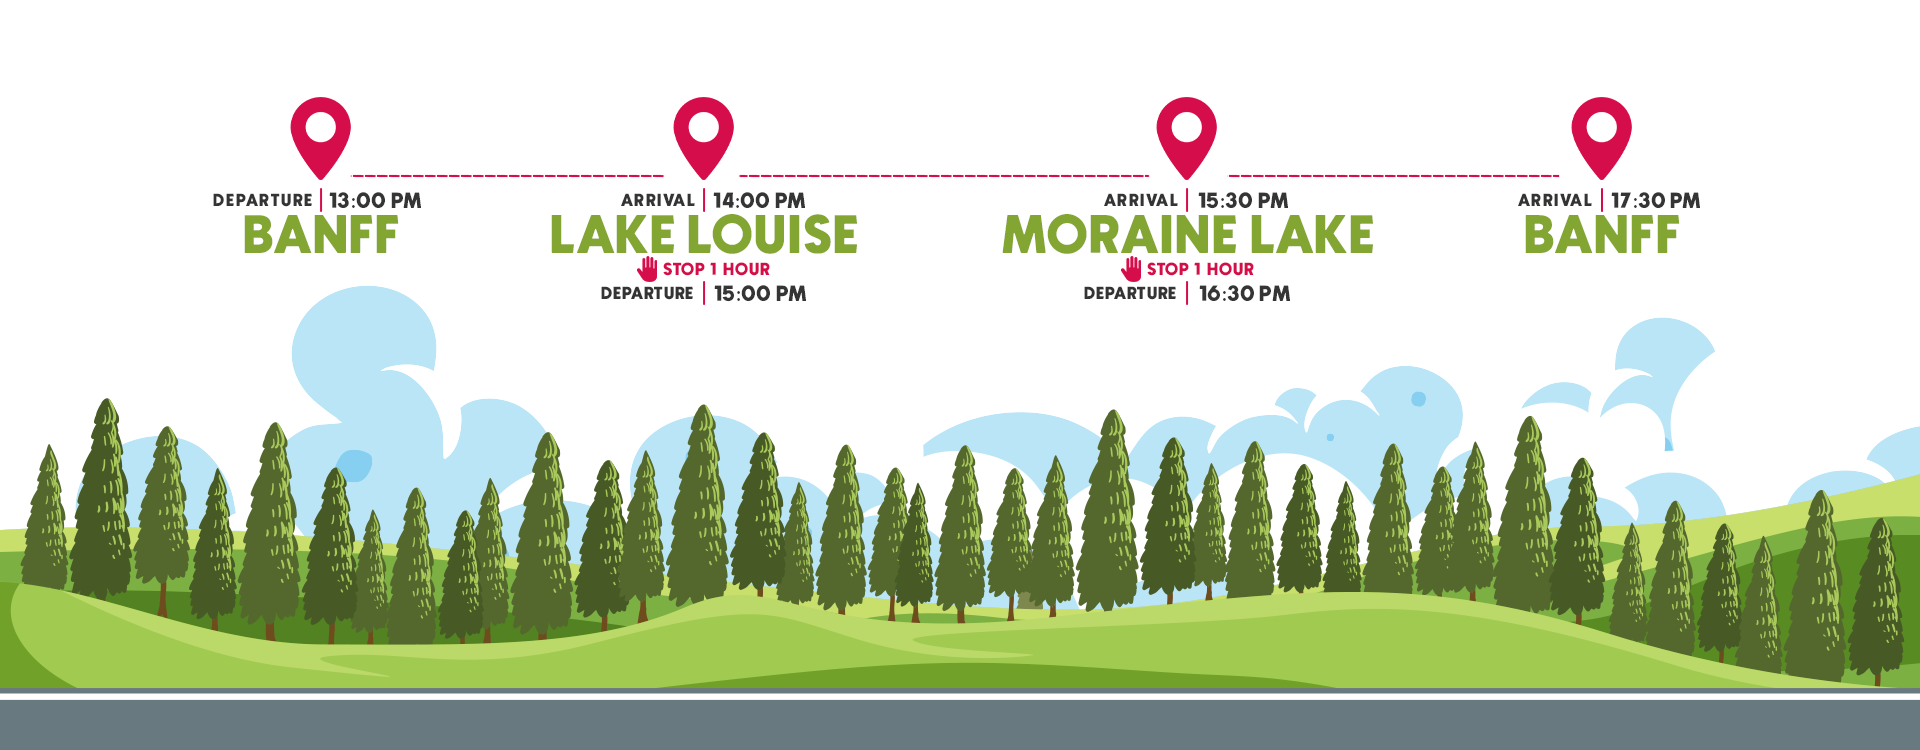 DEPARTURE | 13:00 PM
BANFF
ARRIVAL | 14:00 PM
LAKE LOUISE
STOP 1 HOUR
DEPARTURE | 15:00 PM
ARRIVAL | 15:30 PM
MORAINE LAKE
STOP 1 HOUR
DEPARTURE | 16:30 PM
ARRIVAL | 17:30 PM
BANFF